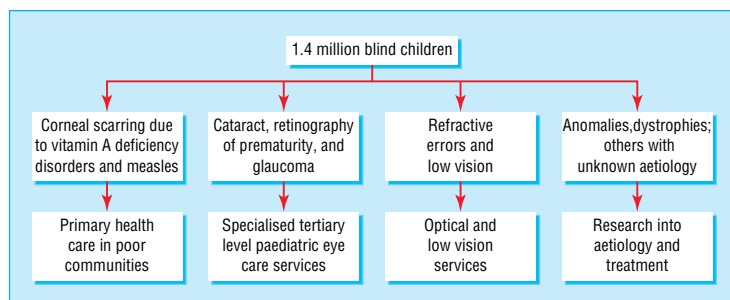 1.4 million blind children
Corneal scarring due
to vitamin A deficiency
disorders and measles
Cataract, retinography
of prematurity, and
glaucoma
Refractive
errors and
low vision
Anomalies,dystrophies;
others with
unknown aetiology
Primary health
care in poor
communities
Specialised tertiary
level paediatric eye
care services
Optical and
low vision
services
Research into
aetiology and
treatment